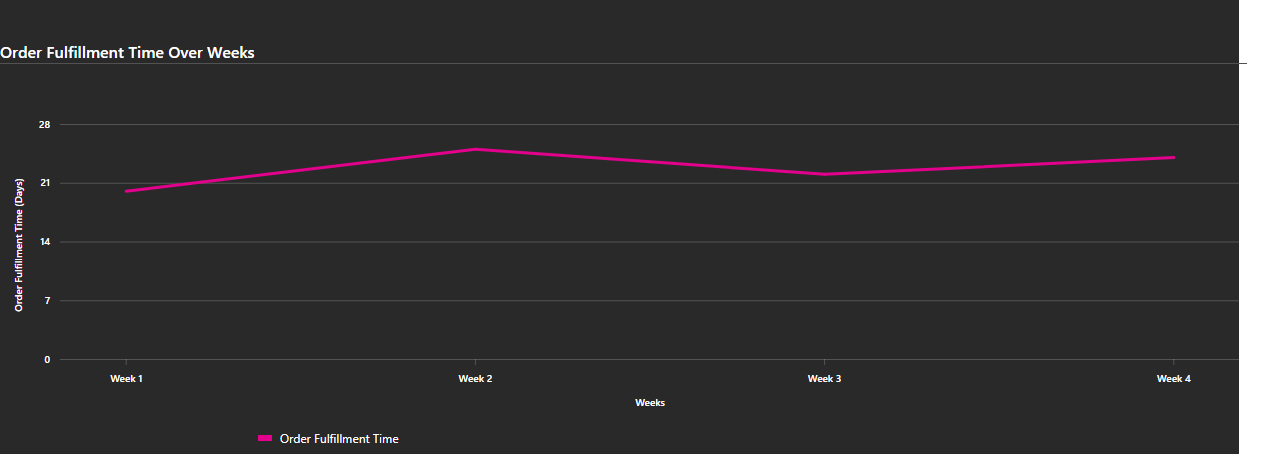 Order Fulfillment Time Over Weeks
28
21
14
7
0
Order Fulfillment Time (Days)
Week 1
Week 2
Week 3
Week 4
Weeks
Order Fulfillment Time